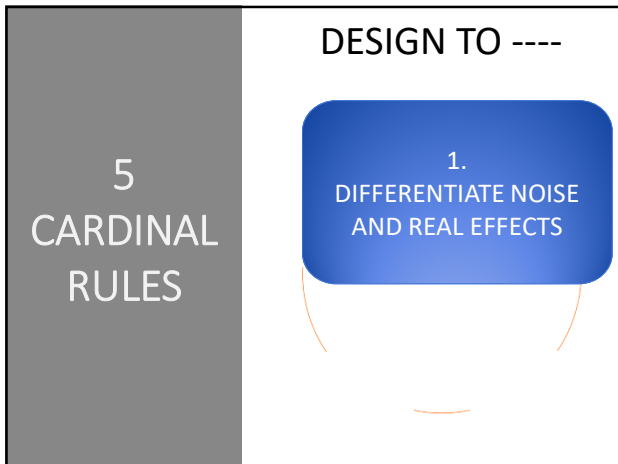 5
CARDINAL
RULES
DESIGN TO ----
1.
DIFFERENTIATE NOISE
AND REAL EFFECTS